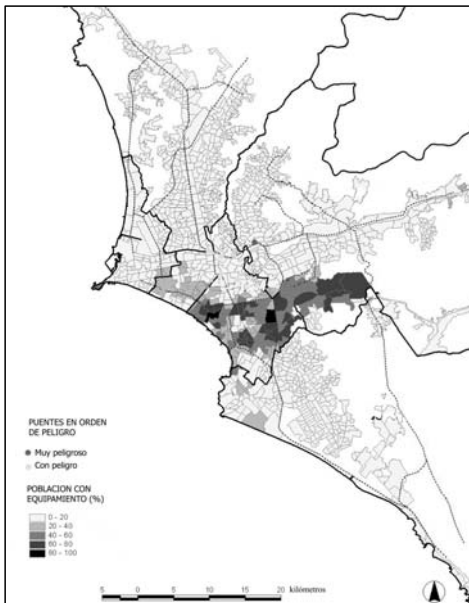 PUENTES EN ORDEN
DE PELIGRO
Muy peligroso
Con peligro
POBLACION CON
EQUIPAMIENTO (%)
0 - 20
20 - 40
40 - 60
60 - 80
80 - 100
5 0 5 10 15 20 kilómetros